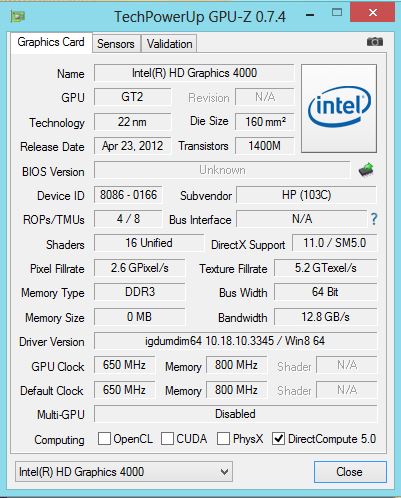 TechPowerUp GPU-Z 0.7.4
Graphics Card Sensors Validation
Name Intel(R) HD Graphics 4000
GPU GT2 Revision N/A
intel
Technology 22 nm Die Size 160 mm²
Release Date Apr 23, 2012 Transistors 1400M
BIOS Version Unknown
Device ID 8086 - 0166 Subvendor HP (103C)
ROPs/TMUs 4 / 8 Bus Interface N/A ?
Shaders 16 Unified DirectX Support 11.0 / SM5.0
Pixel Fillrate 2.6 GPixel/s Texture Fillrate 5.2 GTexel/s
Memory Type DDR3 Bus Width 64 Bit
Memory Size 0 MB Bandwidth 12.8 GB/s
Driver Version igdumdim64 10.18.10.3345 / Win8 64
GPU Clock 650 MHz Memory 800 MHz Shader N/A
Default Clock 650 MHz Memory 800 MHz Shader N/A
Multi-GPU Disabled
Computing OpenCL CUDA PhysX DirectCompute 5.0
Intel(R) HD Graphics 4000 Close